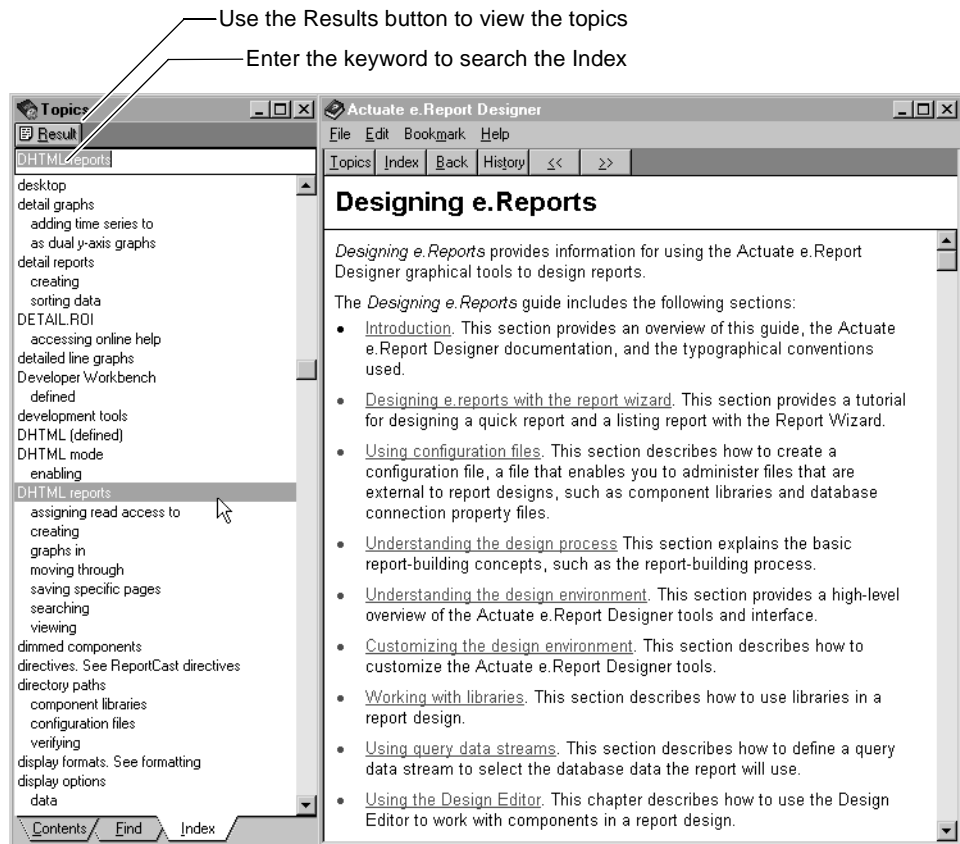 Use the Results button to view the topics
Enter the keyword to search the Index
Topics
Result
DHTML reports
desktop
detail graphs
adding time series to
as dual y-axis graphs
detail reports
creating
sorting data
DETAIL.ROI
accessing online help
detailed line graphs
Developer Workbench
defined
development tools
DHTML (defined)
DHTML mode
enabling
DHTML reports
assigning read access to
creating
graphs in
moving through
saving specific pages
searching
viewing
dimmed components
directives. See ReportCast directives
directory paths
component libraries
configuration files
verifying
display formats. See formatting
display options
data
Contents Find Index
Actuate e.Report Designer
File Edit Bookmark Help
Topics Index Back History << >>
Designing e.Reports
Designing e.Reports provides information for using the Actuate e.Report
Designer graphical tools to design reports.
The Designing e.Reports guide includes the following sections:
• Introduction. This section provides an overview of this guide, the Actuate
e.Report Designer documentation, and the typographical conventions
used.
• Designing e.reports with the report wizard. This section provides a tutorial
for designing a quick report and a listing report with the Report Wizard.
• Using configuration files. This section describes how to create a
configuration file, a file that enables you to administer files that are
external to report designs, such as component libraries and database
connection property files.
• Understanding the design process This section explains the basic
report-building concepts, such as the report-building process.
• Understanding the design environment. This section provides a high-level
overview of the Actuate e.Report Designer tools and interface.
• Customizing the design environment. This section describes how to
customize the Actuate e.Report Designer tools.
• Working with libraries. This section describes how to use libraries in a
report design.
• Using query data streams. This section describes how to define a query
data stream to select the database data the report will use.
• Using the Design Editor. This chapter describes how to use the Design
Editor to work with components in a report design.